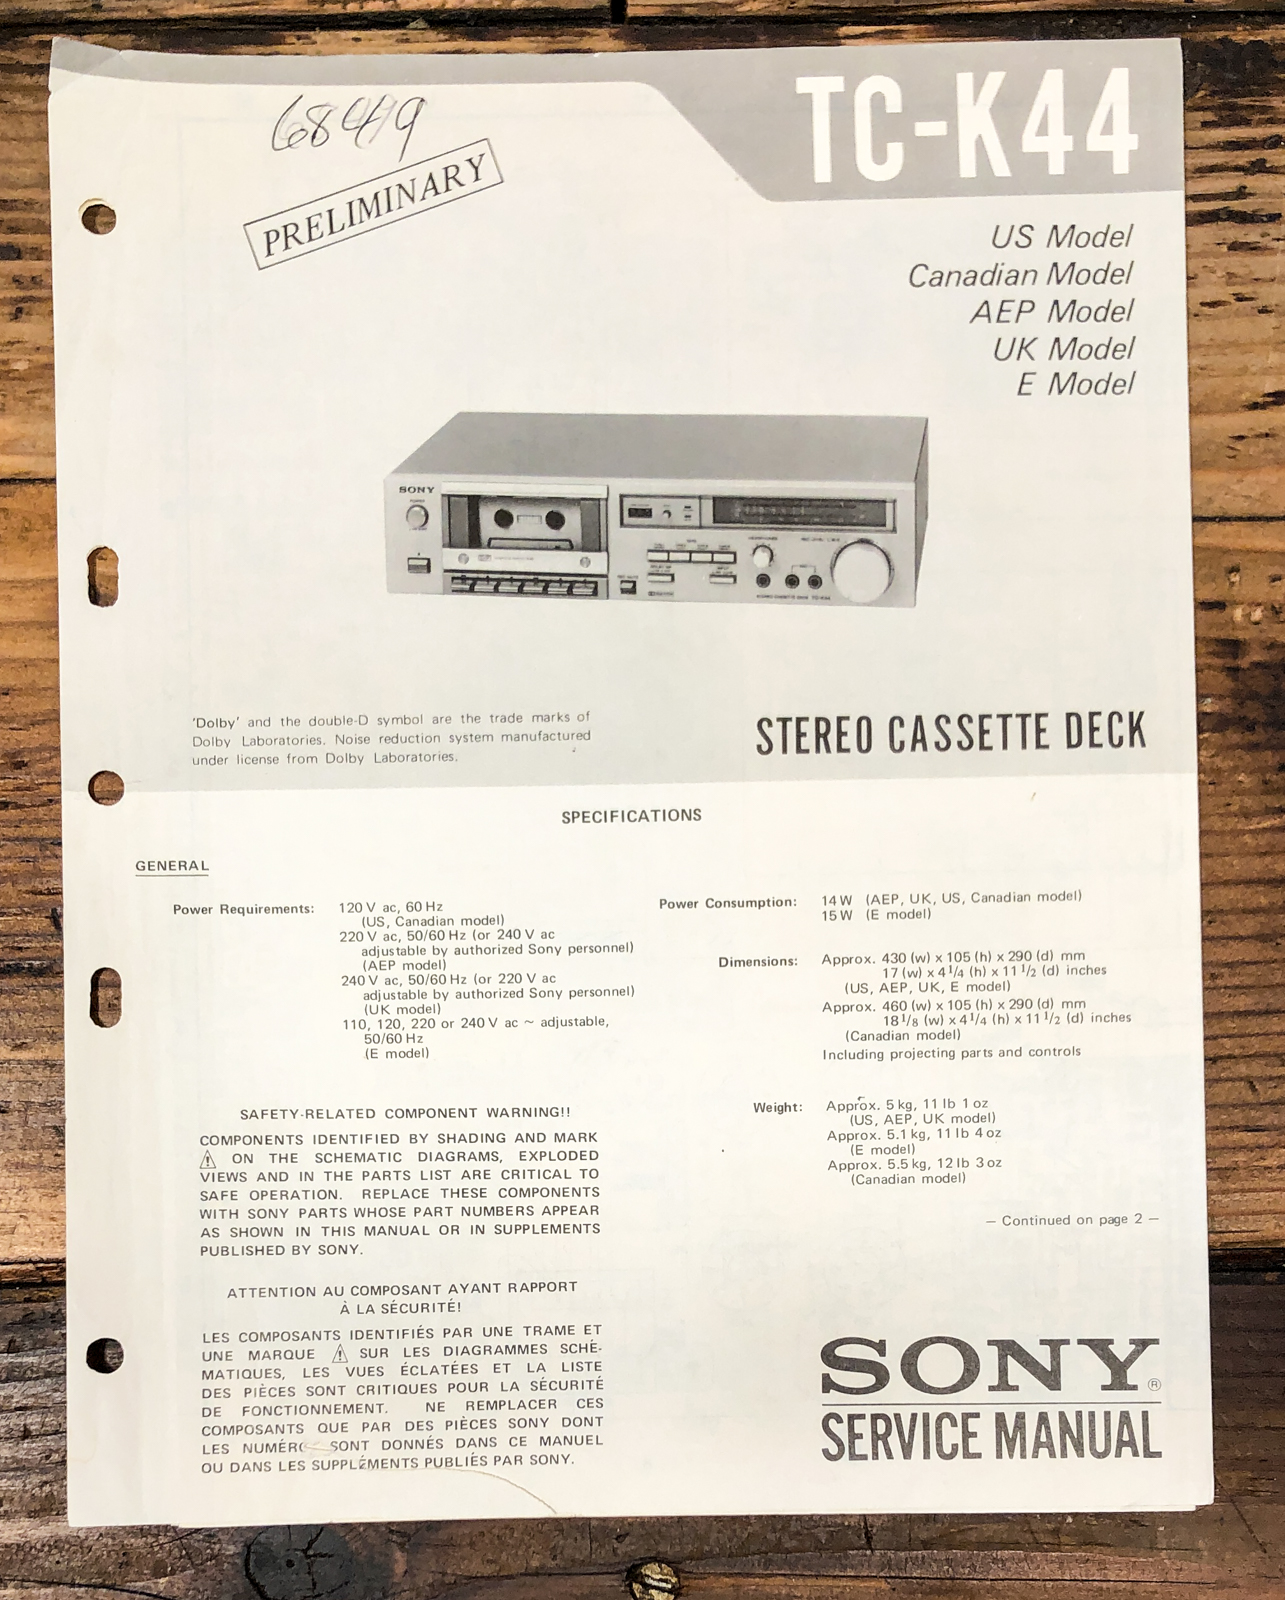 TC-K44
68419
PRELIMINARY
US Model
Canadian Model
AEP Model
UK Model
E Model
SONY
'Dolby' and the double-D symbol are the trade marks of
Dolby Laboratories. Noise reduction system manufactured
under license from Dolby Laboratories.
STEREO CASSETTE DECK
SPECIFICATIONS
GENERAL
Power Requirements: 120 V ac, 60 Hz
(US, Canadian model)
220 V ac, 50/60 Hz (or 240 V ac
adjustable by authorized Sony personnel)
(AEP model)
240 V ac, 50/60 Hz (or 220 V ac
adjustable by authorized Sony personnel)
(UK model)
110, 120, 220 or 240 V ac ~ adjustable,
50/60 Hz
(E model)
SAFETY-RELATED COMPONENT WARNING!!
COMPONENTS IDENTIFIED BY SHADING AND MARK
⚠ ON THE SCHEMATIC DIAGRAMS, EXPLODED
VIEWS AND IN THE PARTS LIST ARE CRITICAL TO
SAFE OPERATION. REPLACE THESE COMPONENTS
WITH SONY PARTS WHOSE PART NUMBERS APPEAR
AS SHOWN IN THIS MANUAL OR IN SUPPLEMENTS
PUBLISHED BY SONY.
ATTENTION AU COMPOSANT AYANT RAPPORT
À LA SÉCURITÉ!
LES COMPOSANTS IDENTIFIÉS PAR UNE TRAME ET
UNE MARQUE ⚠ SUR LES DIAGRAMMES SCHÉ-
MATIQUES, LES VUES ÉCLATÉES ET LA LISTE
DES PIÈCES SONT CRITIQUES POUR LA SÉCURITÉ
DE FONCTIONNEMENT. NE REMPLACER CES
COMPOSANTS QUE PAR DES PIÈCES SONY DONT
LES NUMÉRO SONT DONNÉS DANS CE MANUEL
OU DANS LES SUPPLÉMENTS PUBLIÉS PAR SONY.
Power Consumption: 14 W (AEP, UK, US, Canadian model)
15 W (E model)
Dimensions: Approx. 430 (w) x 105 (h) x 290 (d) mm
17 (w) x 4 1/4 (h) x 11 1/2 (d) inches
(US, AEP, UK, E model)
Approx. 460 (w) x 105 (h) x 290 (d) mm
18 1/8 (w) x 4 1/4 (h) x 11 1/2 (d) inches
(Canadian model)
Including projecting parts and controls
Weight: Approx. 5 kg, 11 lb 1 oz
(US, AEP, UK model)
Approx. 5.1 kg, 11 lb 4 oz
(E model)
Approx. 5.5 kg, 12 lb 3 oz
(Canadian model)
— Continued on page 2 —
SONY®
SERVICE MANUAL